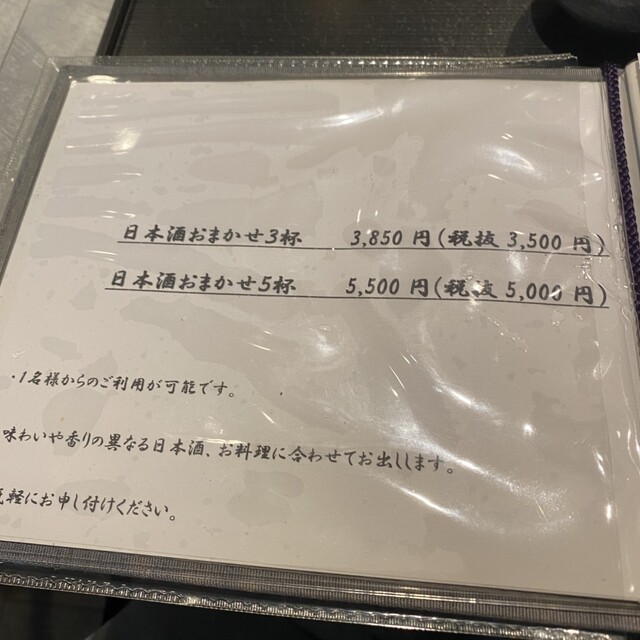 日本酒おまかせ3杯 3,850円(税抜3,500円)
日本酒おまかせ5杯 5,500円(税抜5,000円)
・1名様からのご利用が可能です。
味わいや香りの異なる日本酒、お料理に合わせてお出しします。
軽にお申し付けください。